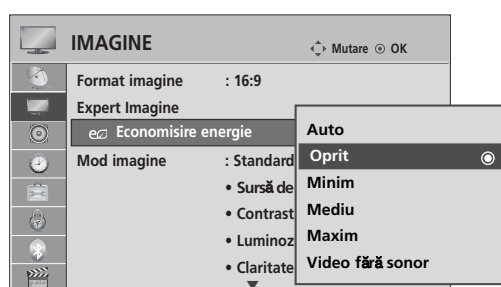 IMAGINE Mutare OK
Format imagine : 16:9
Expert Imagine
Economisire energie
Mod imagine : Standard
• Sursă de
• Contrast
• Luminoz
• Claritate
Auto
Oprit
Minim
Mediu
Maxim
Video fără sonor